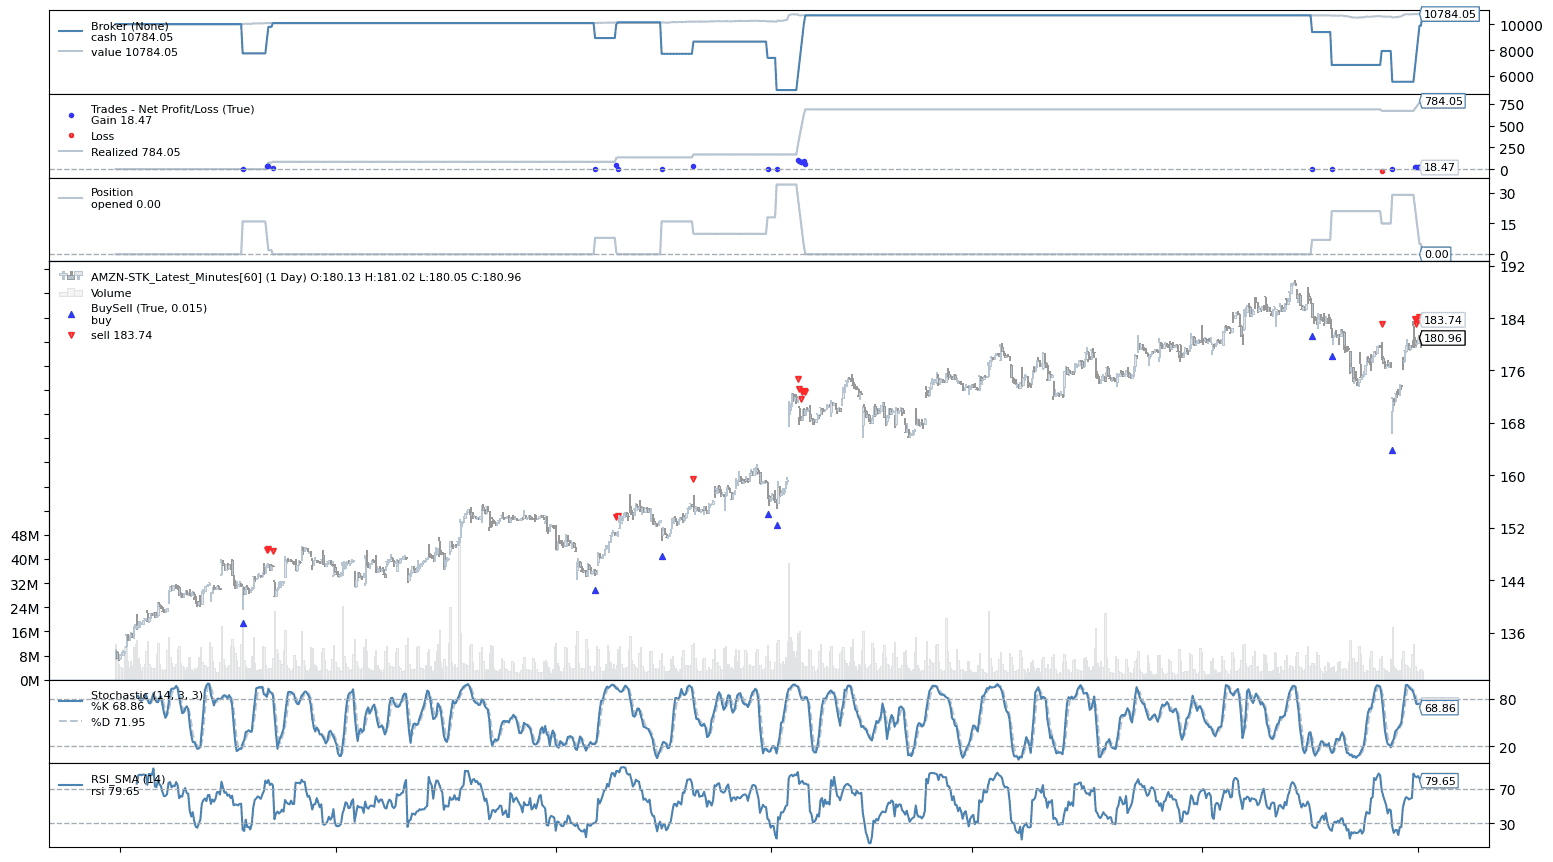 Broker (None)
cash 10784.05
value 10784.05
10784.05
10000
8000
6000
Trades - Net Profit/Loss (True)
Gain 18.47
Loss
Realized 784.05
784.05
750
500
250
18.47
0
Position
opened 0.00
30
15
0.00
0
AMZN-STK_Latest_Minutes[60] (1 Day) O:180.13 H:181.02 L:180.05 C:180.96
Volume
BuySell (True, 0.015)
buy
sell 183.74
192
184
183.74
180.96
176
168
160
152
144
136
48M
40M
32M
24M
16M
8M
0M
Stochastic (14, 3, 3)
%K 68.86
%D 71.95
80
68.86
20
RSI_SMA (14)
rsi 79.65
79.65
70
30